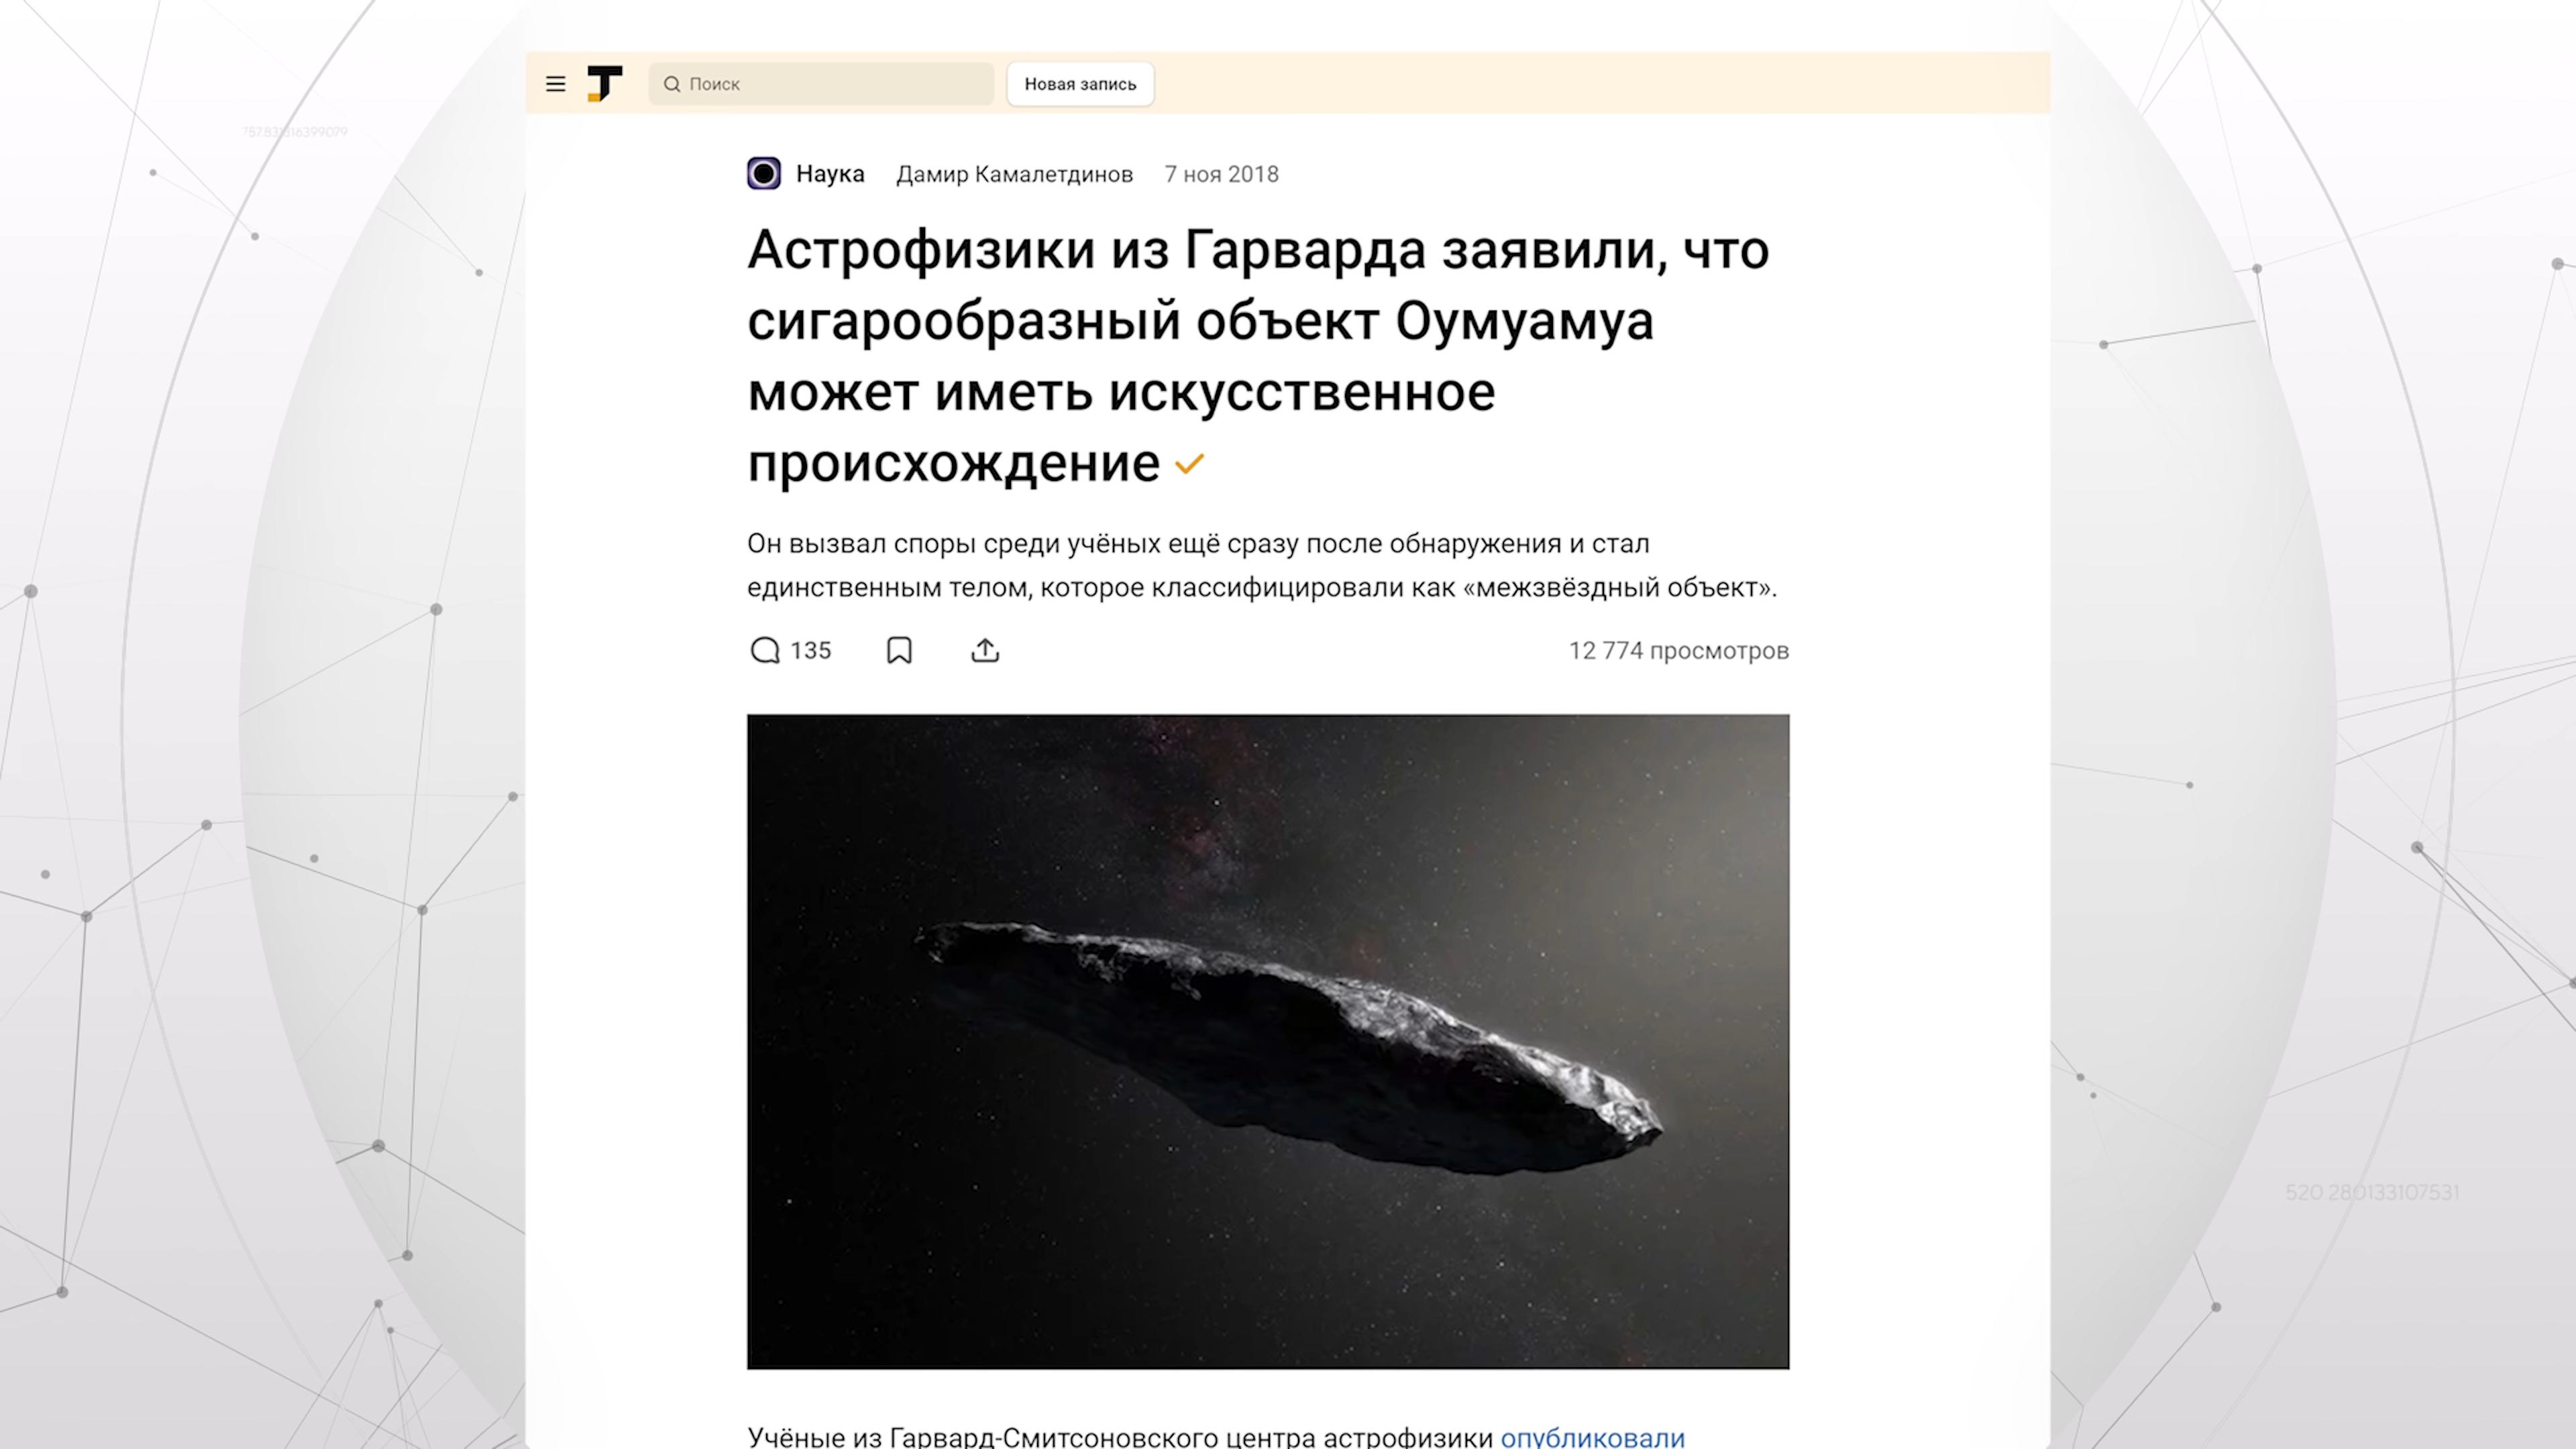 Поиск
Новая запись
Наука Дамир Камалетдинов 7 ноя 2018
Астрофизики из Гарварда заявили, что
сигарообразный объект Оумуамуа
может иметь искусственное
происхождение
Он вызвал споры среди учёных ещё сразу после обнаружения и стал
единственным телом, которое классифицировали как «межзвёздный объект».
135
12 774 просмотров
520 280133107531
Учёные из Гарвард-Смитсоновского центра астрофизики опубликовали